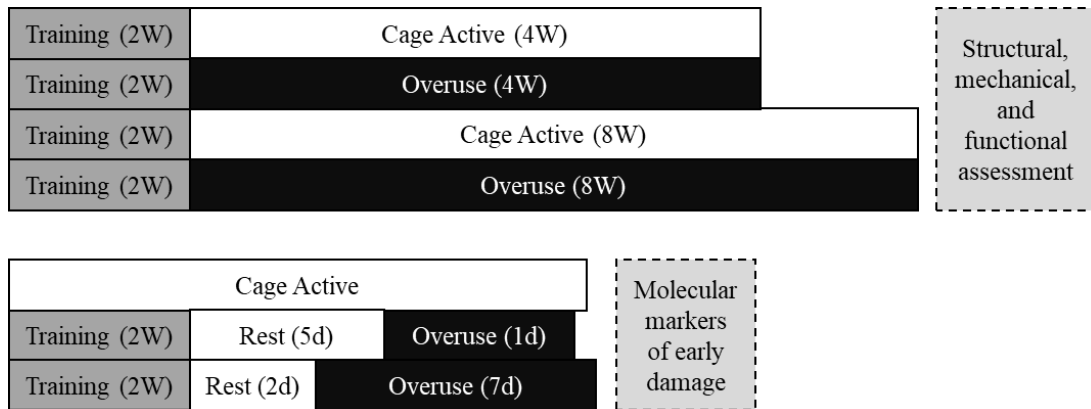 Training (2W) Cage Active (4W)
Training (2W) Overuse (4W)
Training (2W) Cage Active (8W)
Training (2W) Overuse (8W)
Structural,
mechanical,
and
functional
assessment
Cage Active
Training (2W) Rest (5d) Overuse (1d)
Training (2W) Rest (2d) Overuse (7d)
Molecular
markers
of early
damage